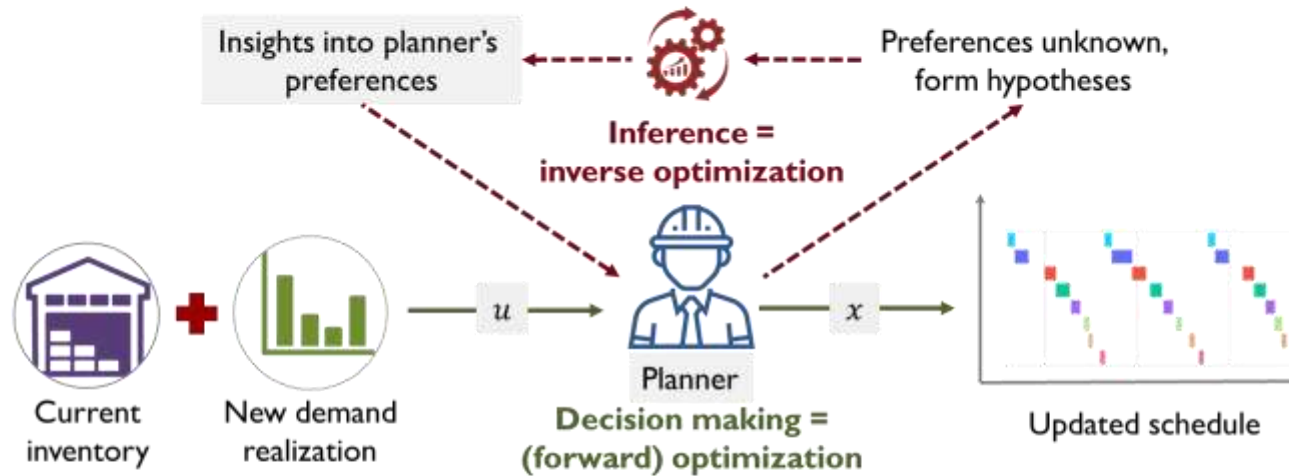 Insights into planner's
preferences
Preferences unknown,
form hypotheses
Inference =
inverse optimization
u
x
Planner
Current
inventory
New demand
realization
Decision making =
(forward) optimization
Updated schedule